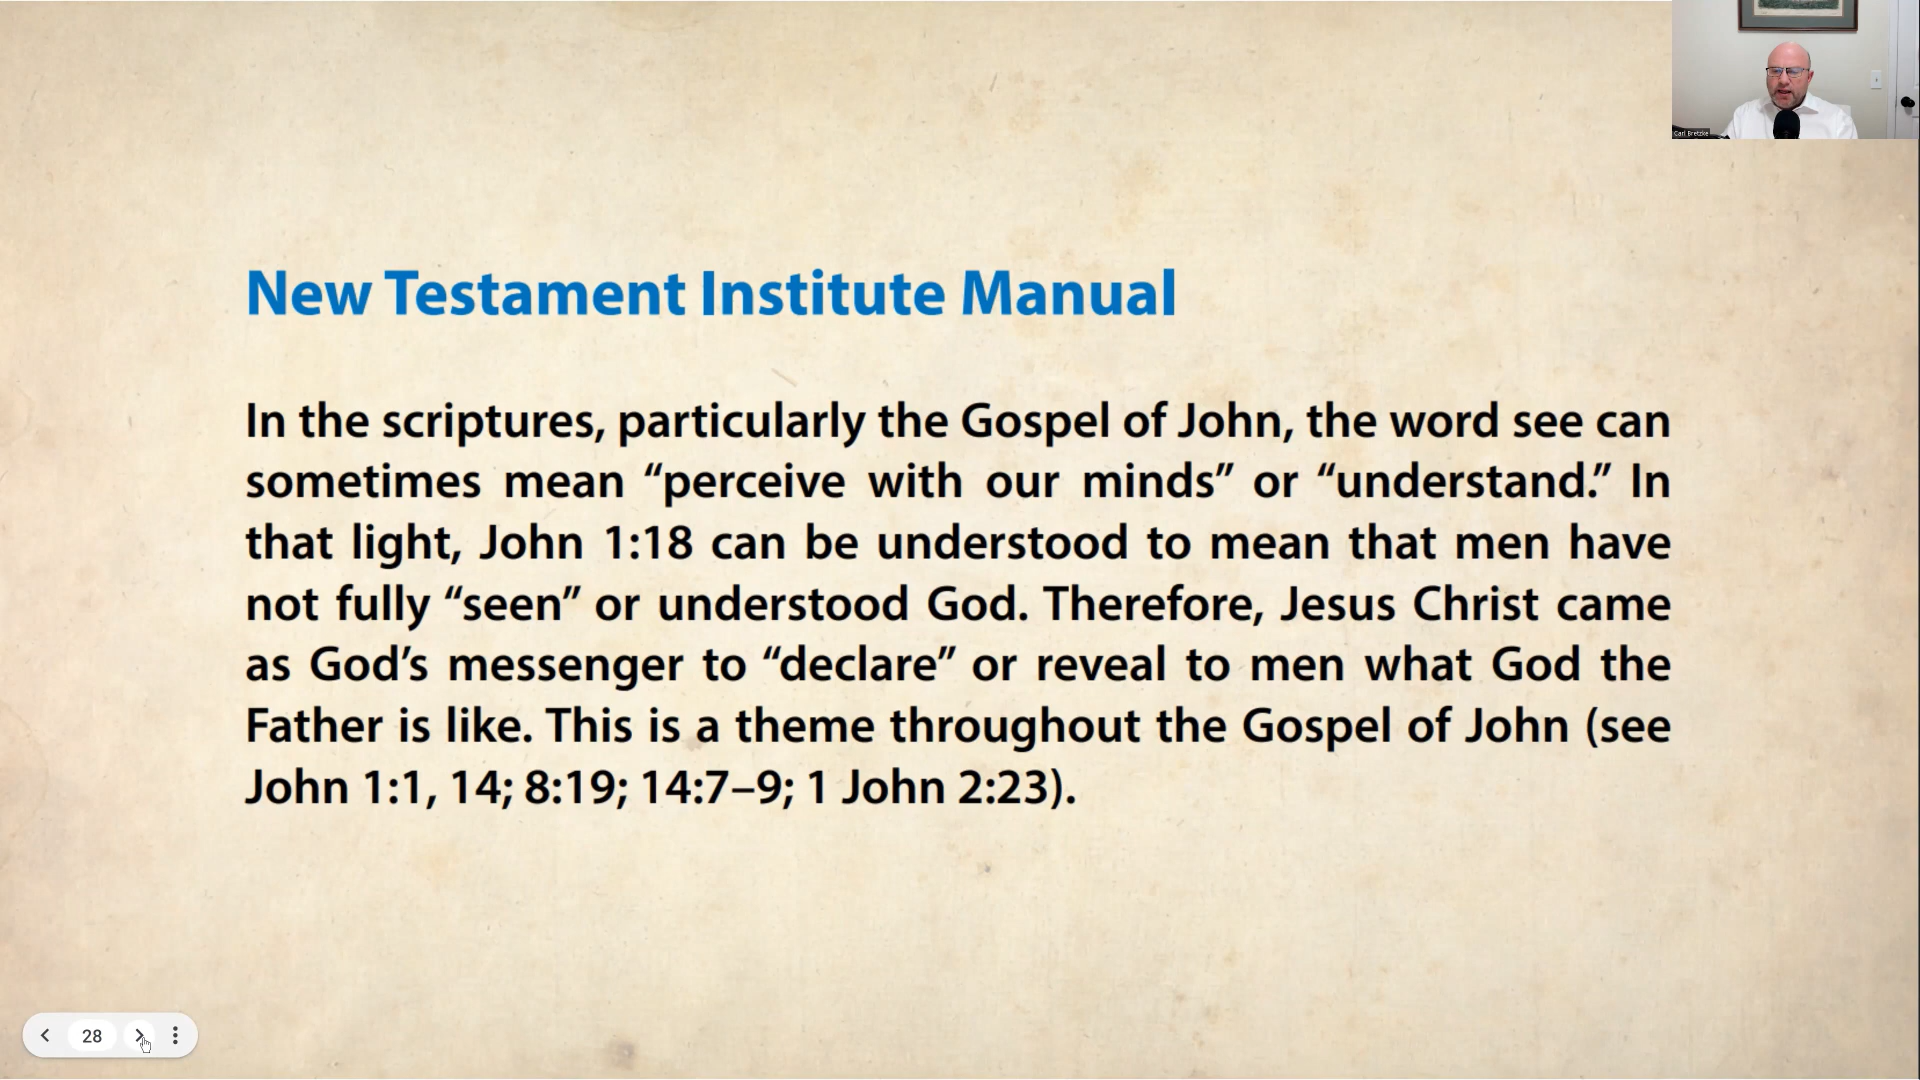 Carl Bretzke
New Testament Institute Manual
In the scriptures, particularly the Gospel of John, the word see can
sometimes mean “perceive with our minds” or “understand.” In
that light, John 1:18 can be understood to mean that men have
not fully “seen” or understood God. Therefore, Jesus Christ came
as God’s messenger to “declare” or reveal to men what God the
Father is like. This is a theme throughout the Gospel of John (see
John 1:1, 14; 8:19; 14:7–9; 1 John 2:23).
28